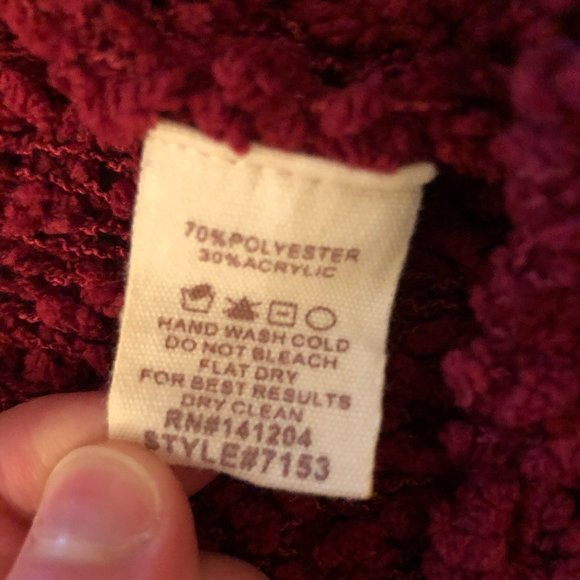 70%POLYESTER
30%ACRYLIC
HAND WASH COLD
DO NOT BLEACH
FLAT DRY
FOR BEST RESULTS
DRY CLEAN
RN#141204
STYLE#7153